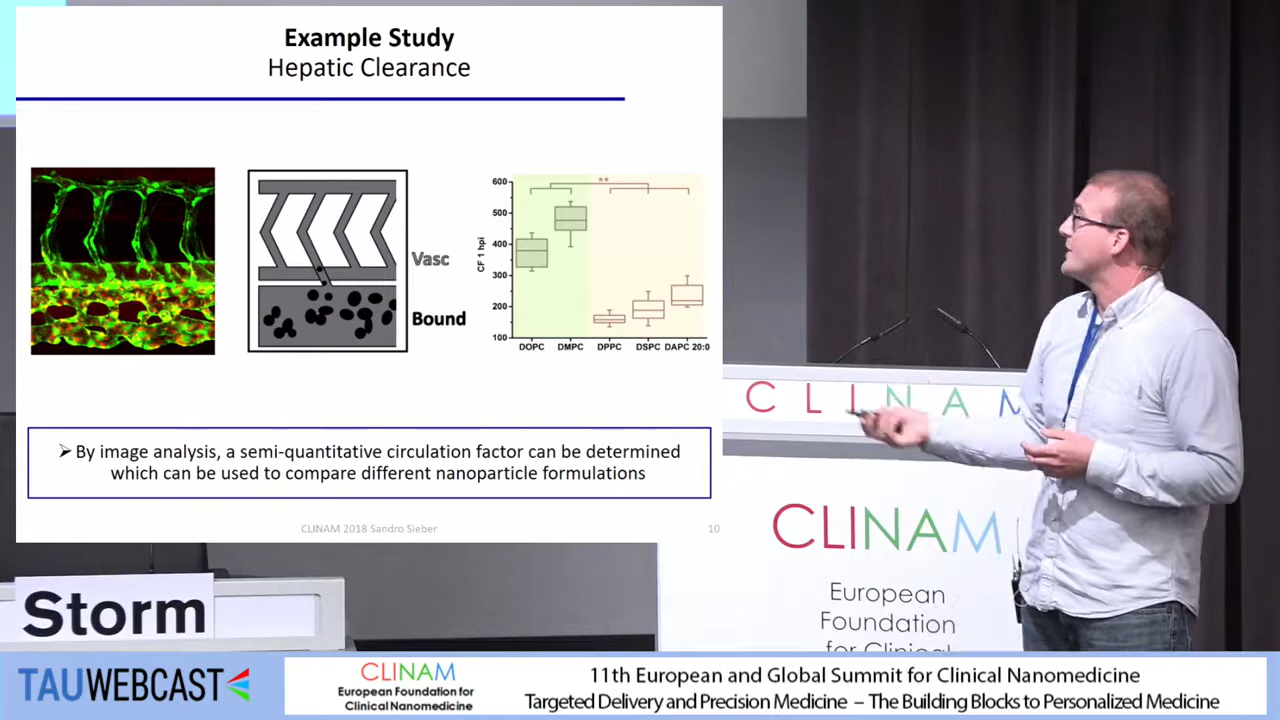 Example Study
Hepatic Clearance
Vasc
Bound
**
600
500
400
300
200
100
CF 1 hpi
DOPC DMPC DPPC DSPC DAPC 20:0
➤ By image analysis, a semi-quantitative circulation factor can be determined
which can be used to compare different nanoparticle formulations
CLINAM 2018 Sandro Sieber
10
CLINAM
CLINAM
European
Foundation
for Clinical
Storm
TAUWEBCAST
CLINAM
European Foundation for
Clinical Nanomedicine
11th European and Global Summit for Clinical Nanomedicine
Targeted Delivery and Precision Medicine – The Building Blocks to Personalized Medicine